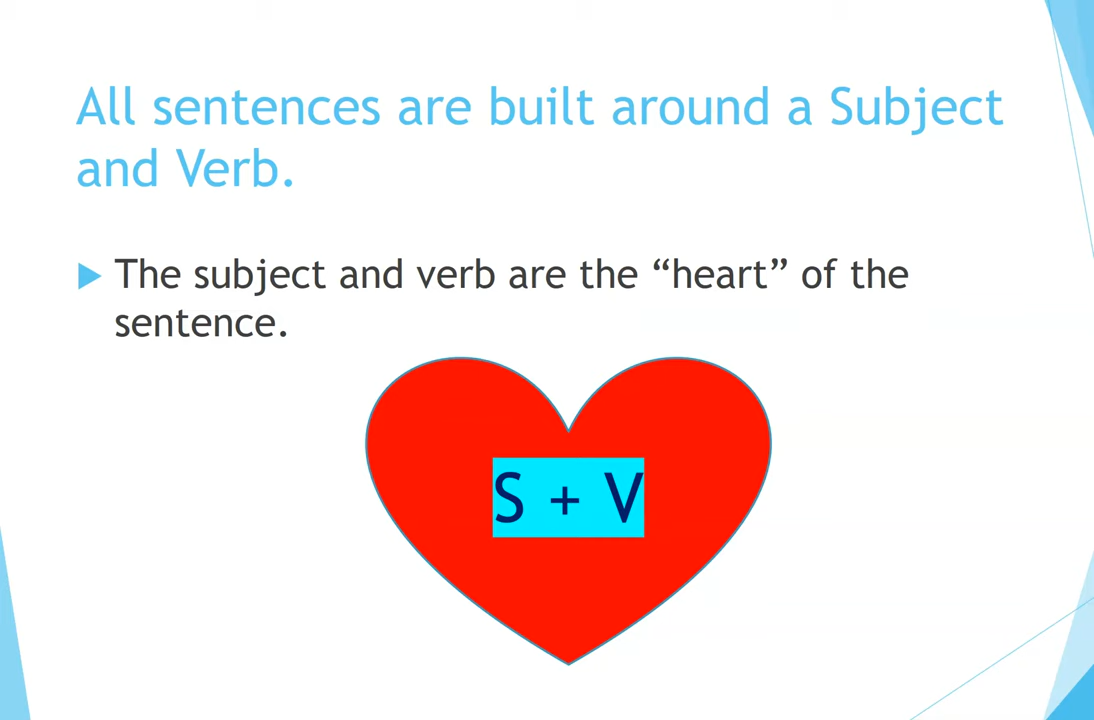 All sentences are built around a Subject
and Verb.
The subject and verb are the “heart” of the
sentence.
S + V